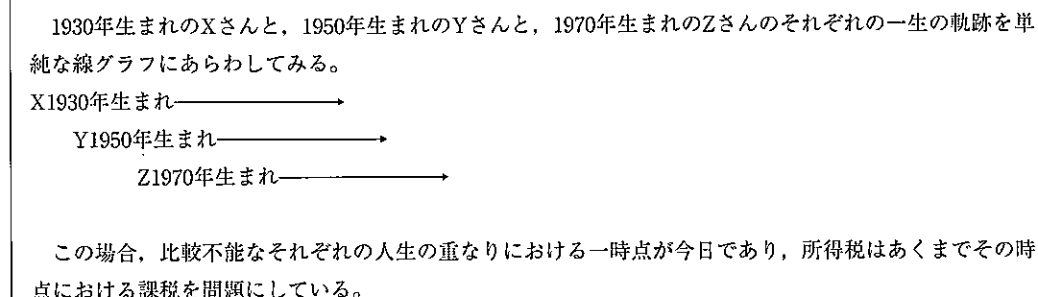 1930年生まれのXさんと，1950年生まれのYさんと，1970年生まれのZさんのそれぞれの一生の軌跡を単
純な線グラフにあらわしてみる。
X1930年生まれ
Y1950年生まれ
Z1970年生まれ
この場合，比較不能なそれぞれの人生の重なりにおける一時点が今日であり，所得税はあくまでその時
点における課税を問題にしている。